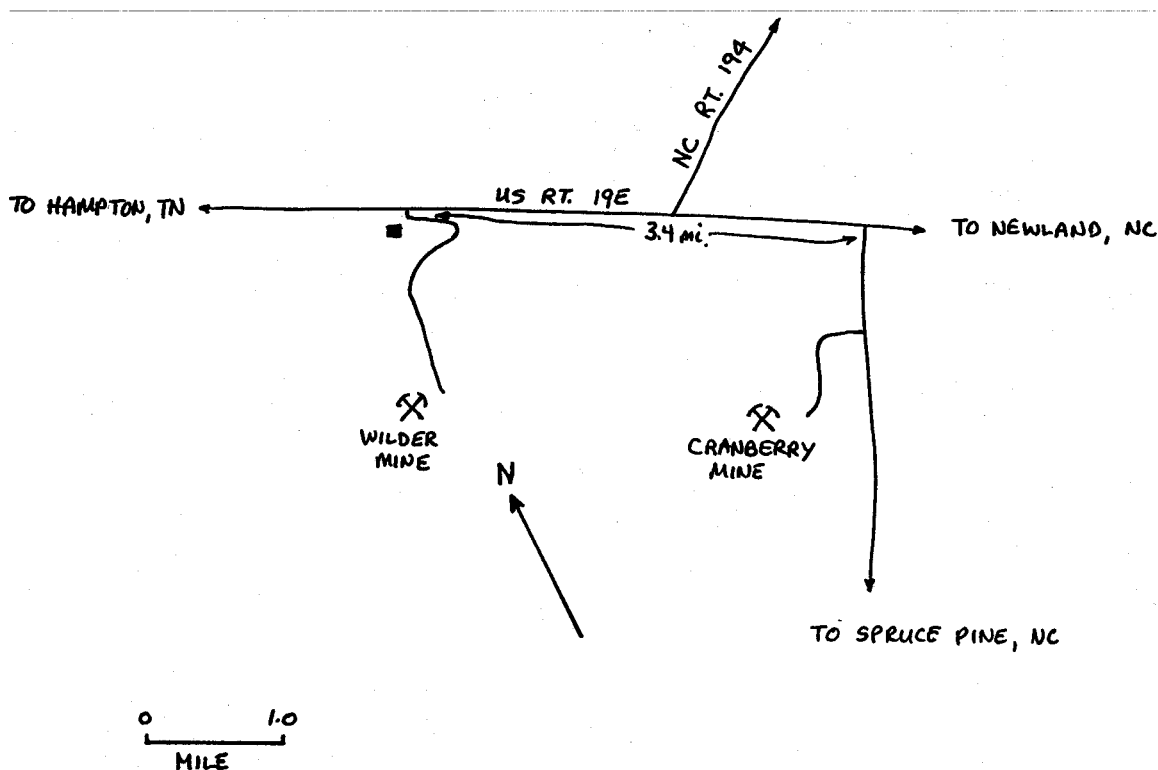 NC RT. 194
TO HAMPTON, TN
US RT. 19E
3.4 mi.
TO NEWLAND, NC
WILDER
MINE
CRANBERRY
MINE
N
TO SPRUCE PINE, NC
0 1.0
MILE